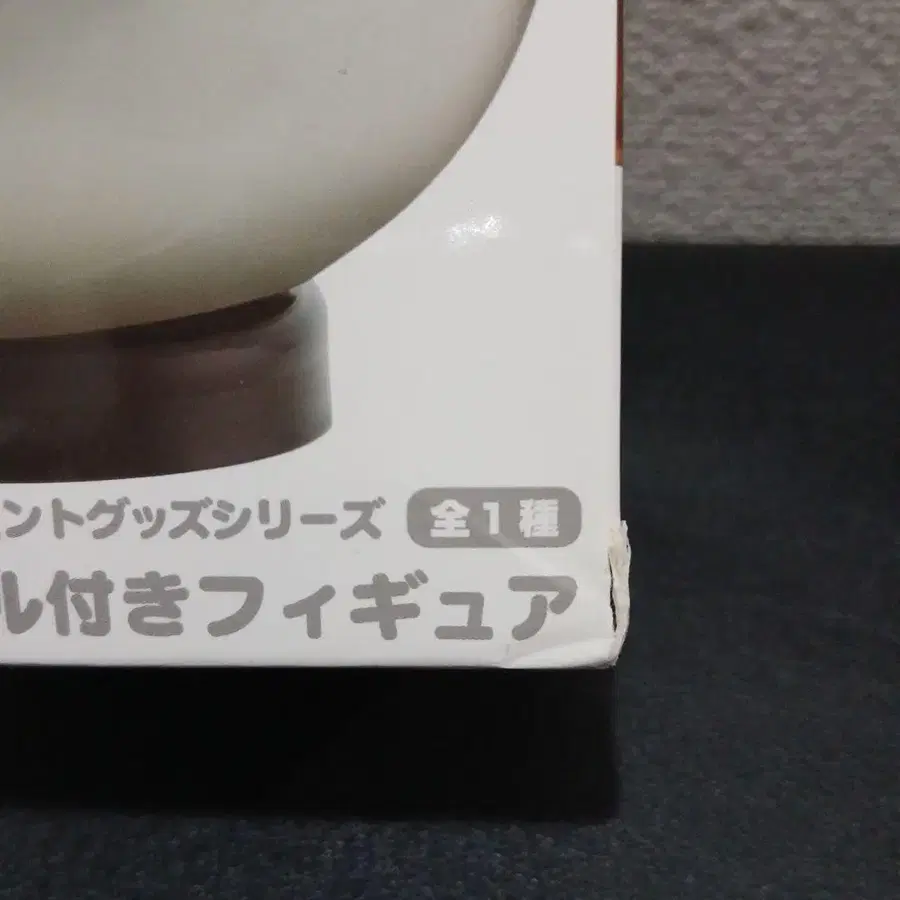 ントグッズシリーズ 全1種
ル付きフィギュア